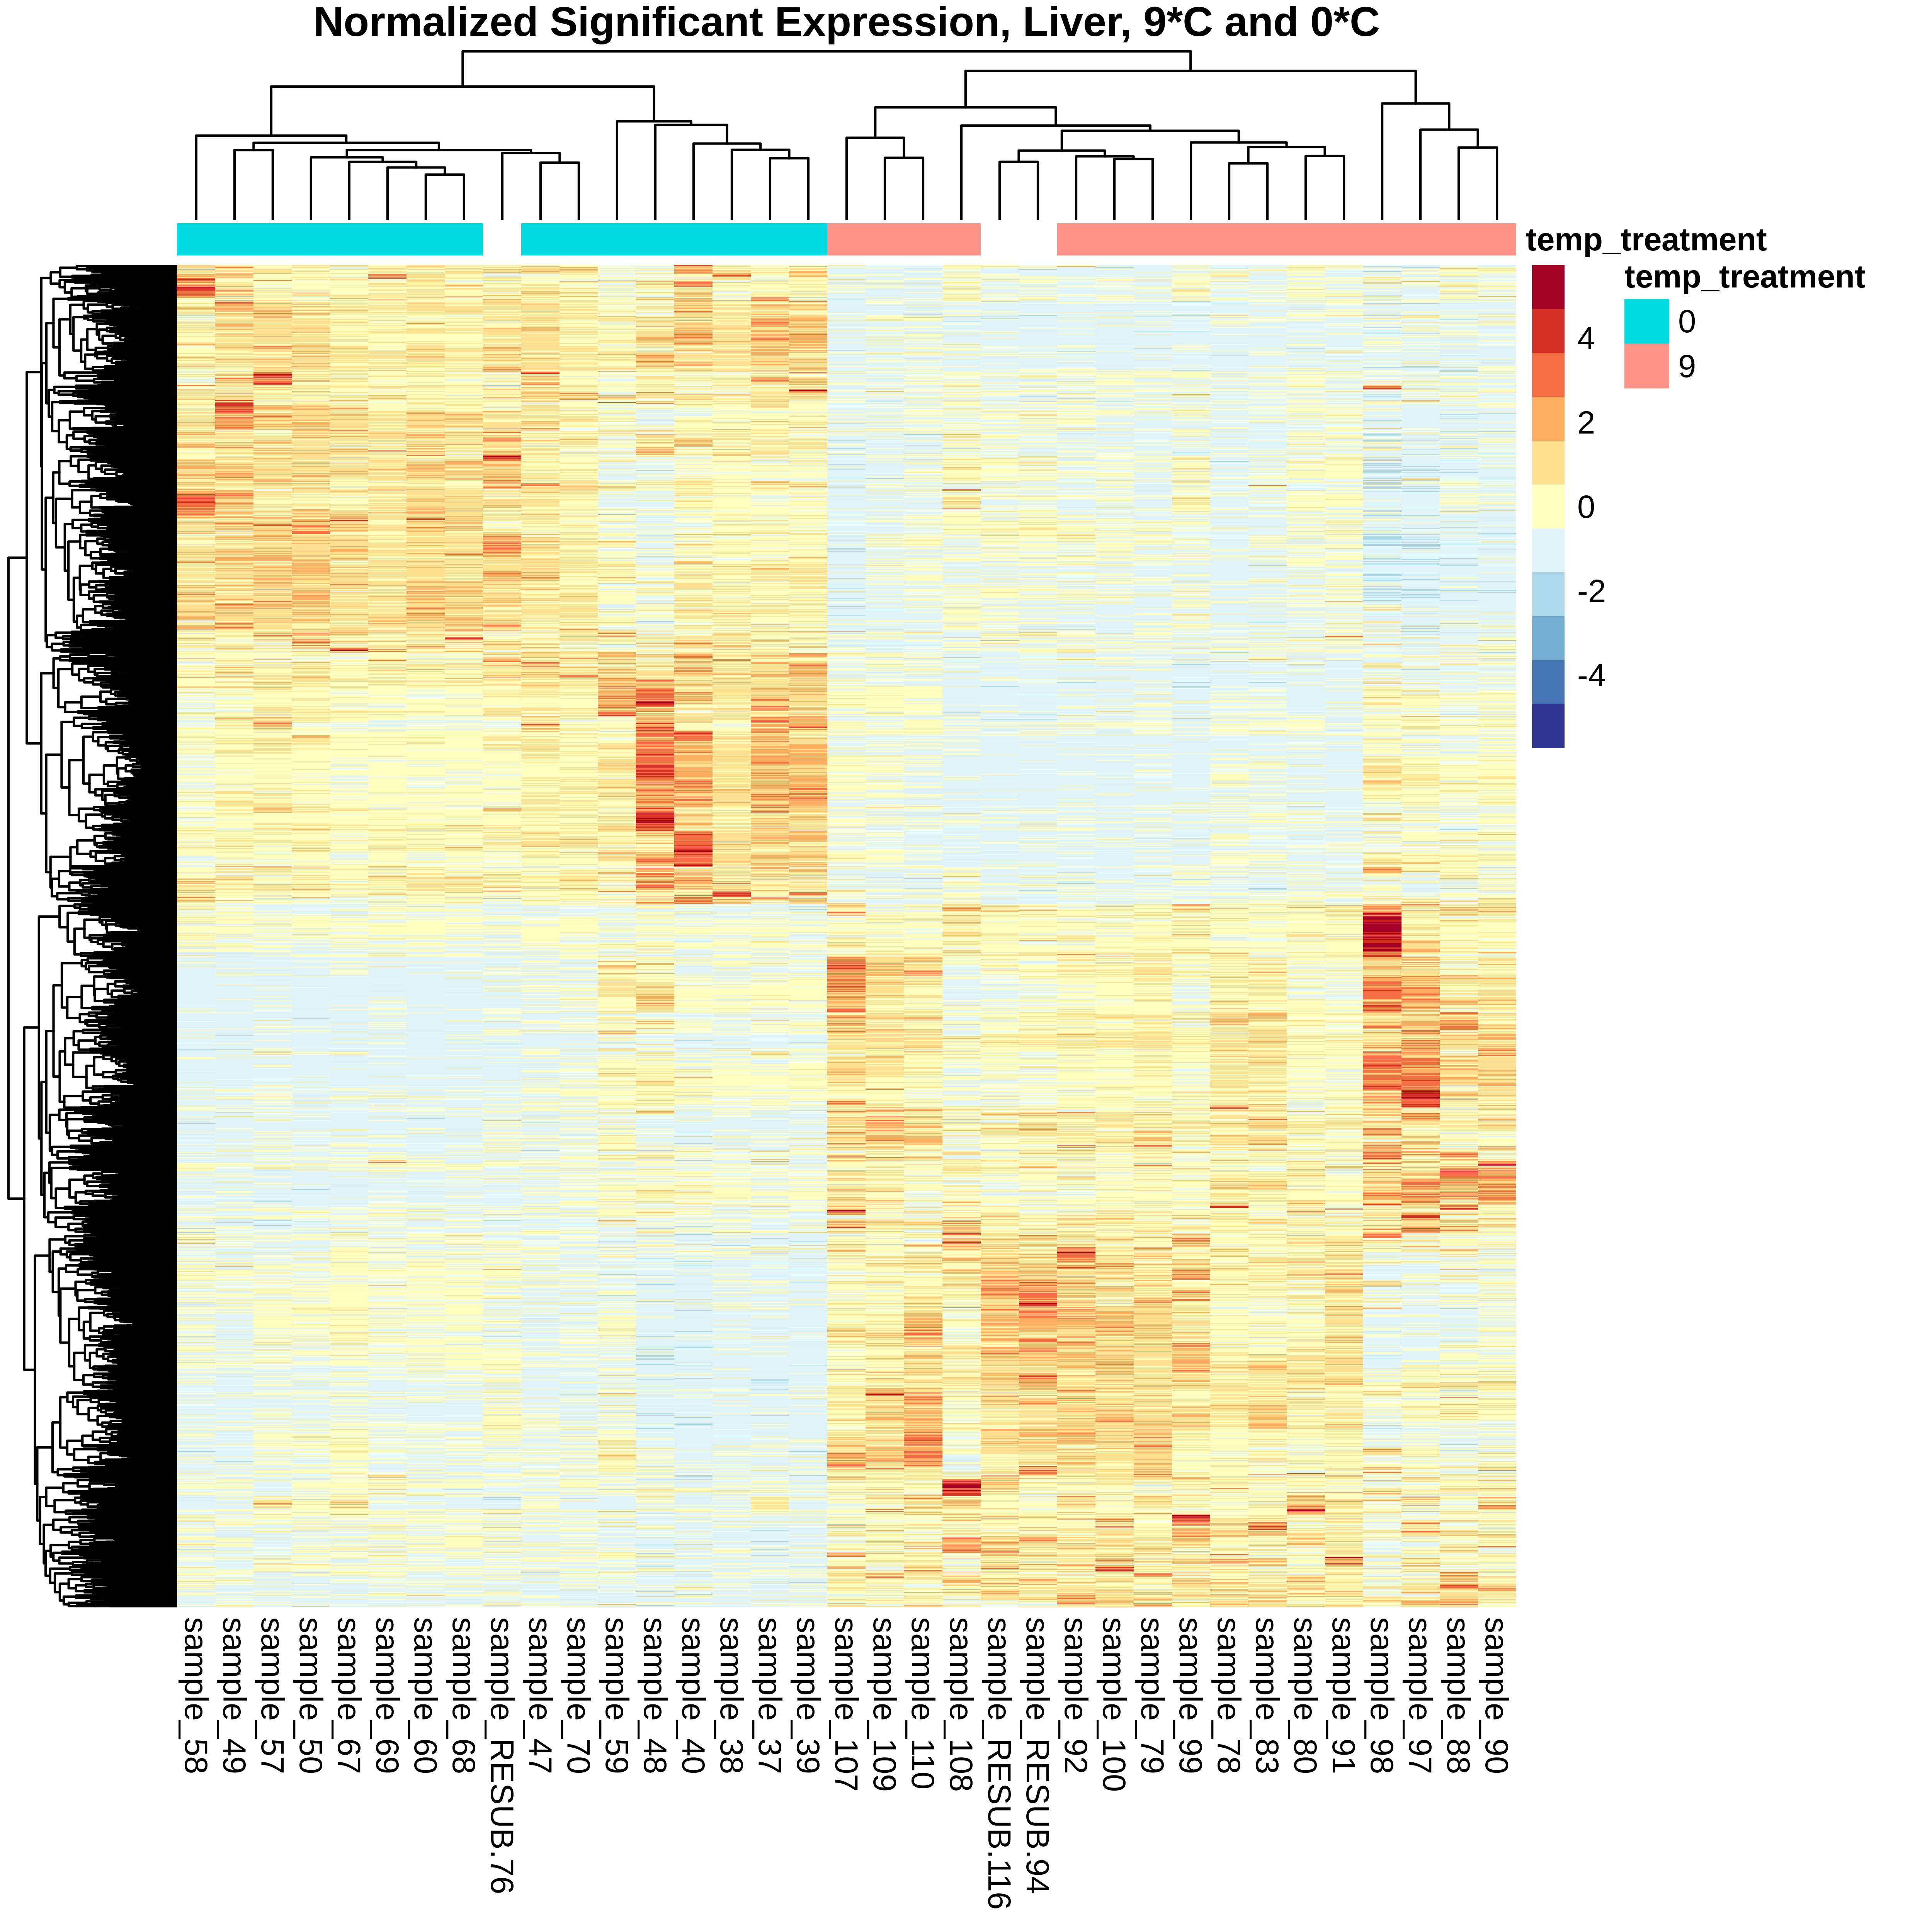 Normalized Significant Expression, Liver, 9*C and 0*C
temp_treatment
temp_treatment
0
9
4
2
0
-2
-4
sample_58
sample_49
sample_57
sample_50
sample_67
sample_69
sample_60
sample_68
sample_RESUB.76
sample_47
sample_70
sample_59
sample_48
sample_40
sample_38
sample_37
sample_39
sample_107
sample_109
sample_110
sample_108
sample_RESUB.116
sample_RESUB.94
sample_92
sample_100
sample_79
sample_99
sample_78
sample_83
sample_80
sample_91
sample_98
sample_97
sample_88
sample_90